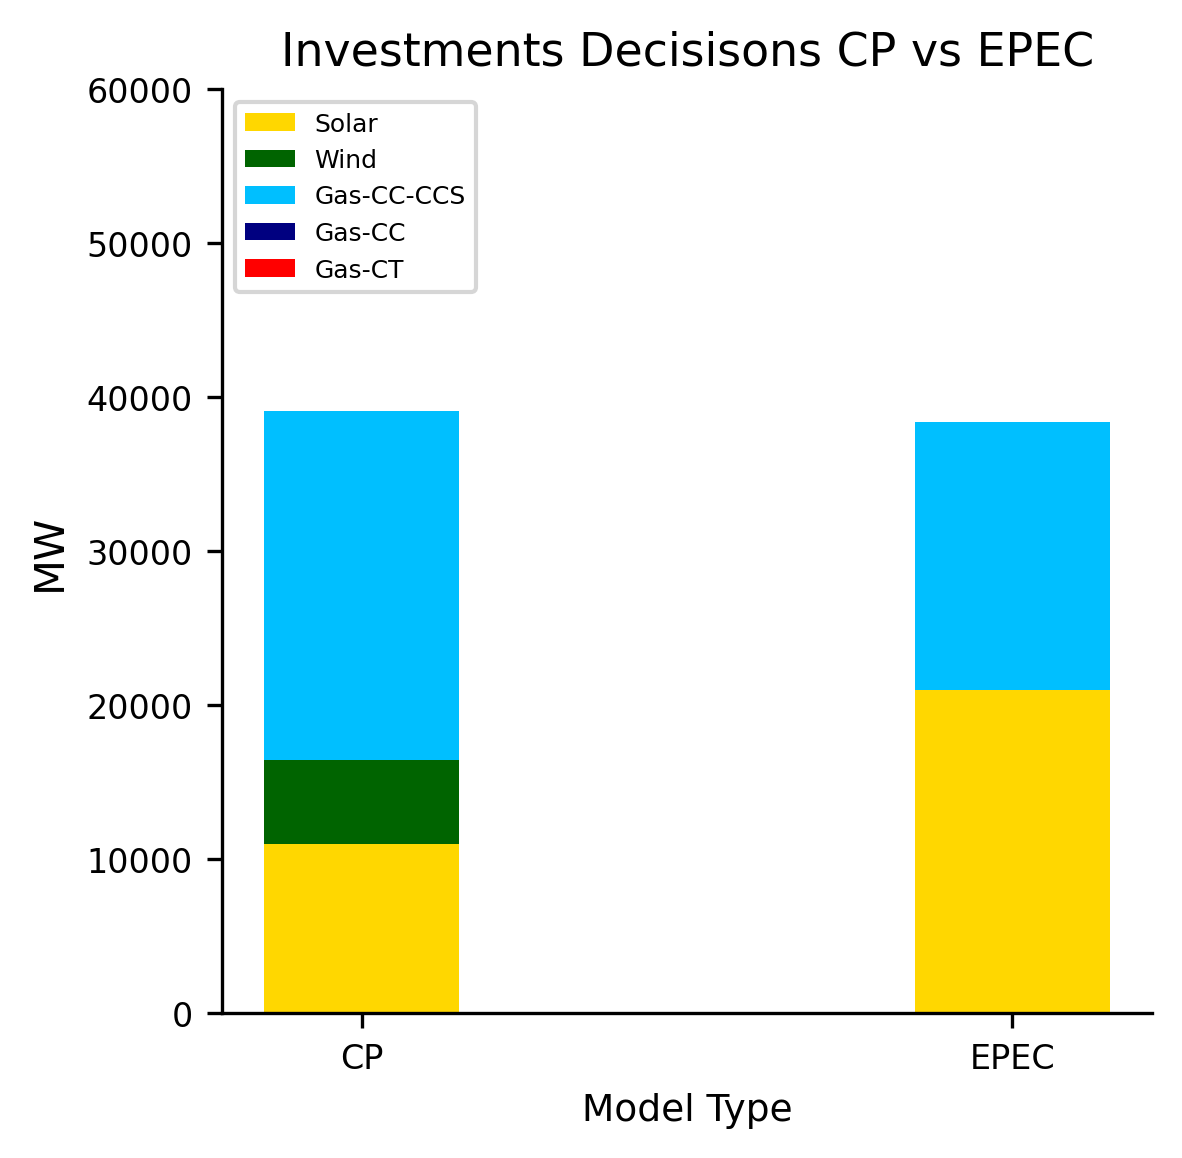 Investments Decisisons CP vs EPEC
60000
50000
40000
30000
20000
10000
0
MW
Solar
Wind
Gas-CC-CCS
Gas-CC
Gas-CT
CP
EPEC
Model Type